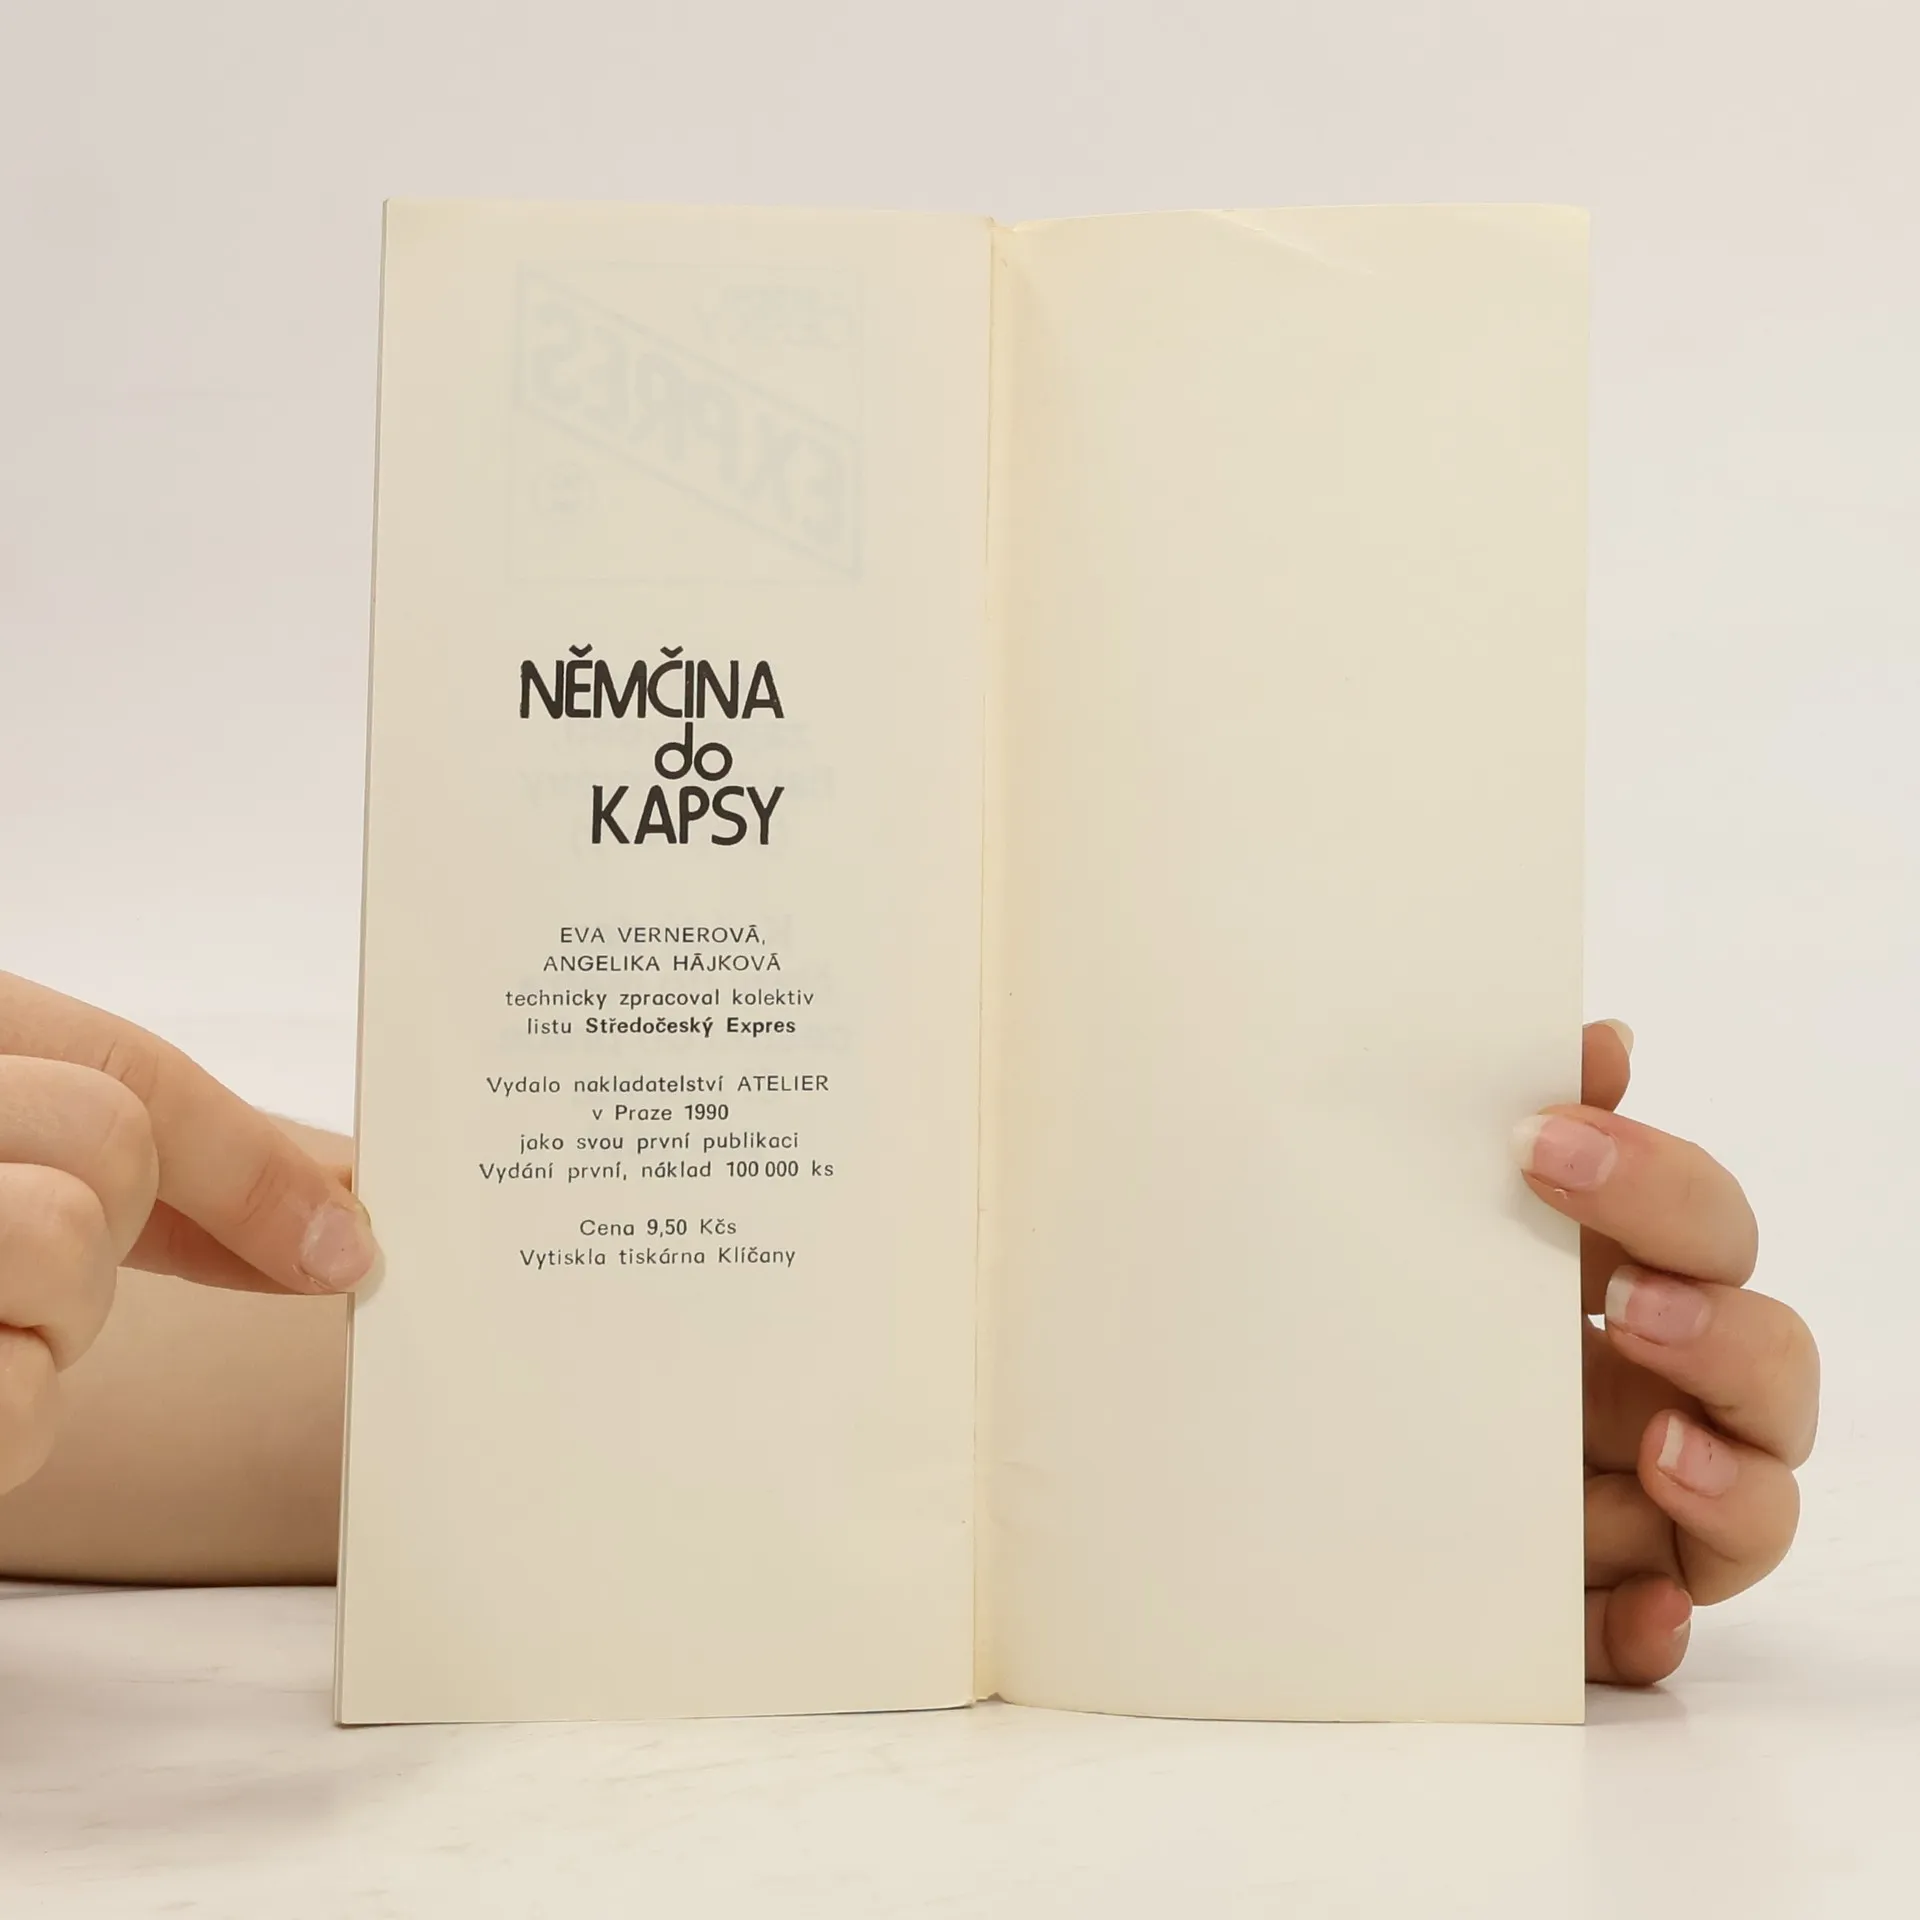 NĚMČINA
do
KAPSY
EVA VERNEROVÁ,
ANGELIKA HÁJKOVÁ
technicky zpracoval kolektiv
listu Středočeský Expres
Vydalo nakladatelství ATELIER
v Praze 1990
jako svou první publikaci
Vydání první, náklad 100 000 ks
Cena 9,50 Kčs
Vytiskla tiskárna Klíčany